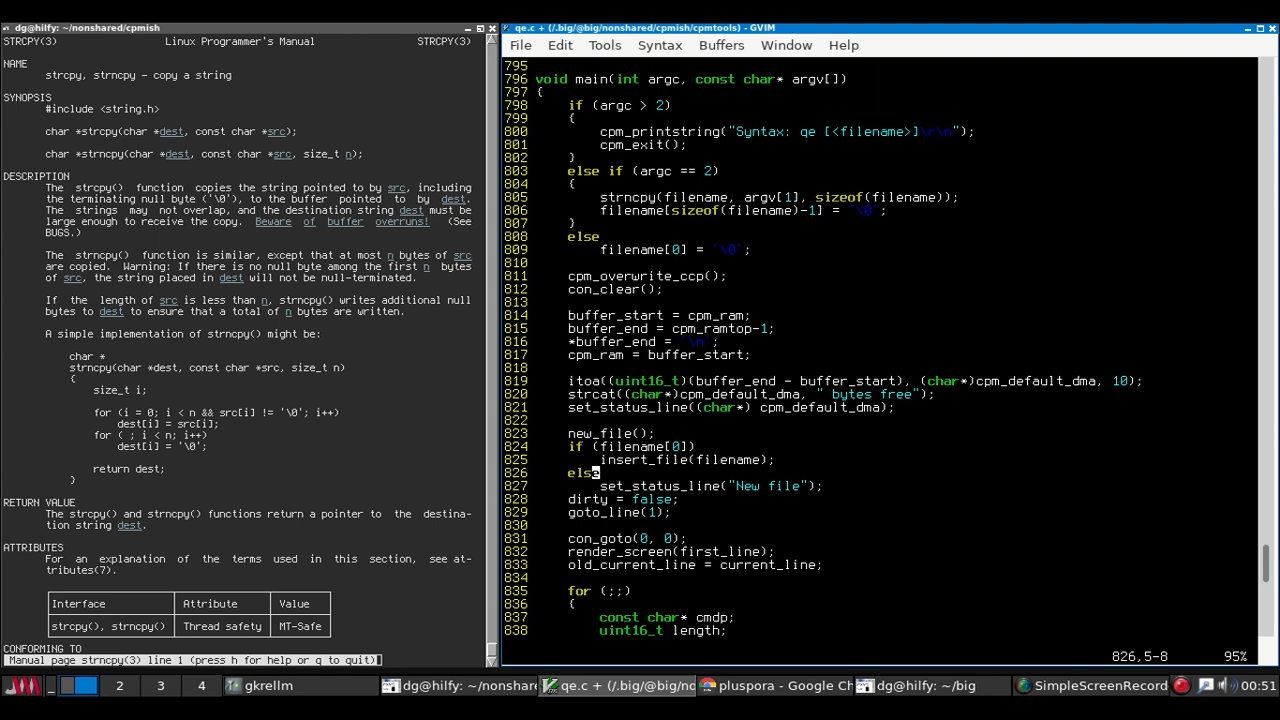 dg@hilfy: ~/nonshared/cpmish
STRCPY(3) Linux Programmer's Manual STRCPY(3)
NAME
strcpy, strncpy - copy a string
SYNOPSIS
#include <string.h>
char *strcpy(char *dest, const char *src);
char *strncpy(char *dest, const char *src, size_t n);
DESCRIPTION
The strcpy() function copies the string pointed to by src, including
the terminating null byte ('\0'), to the buffer pointed to by dest.
The strings may not overlap, and the destination string dest must be
large enough to receive the copy. Beware of buffer overruns! (See
BUGS.)
The strncpy() function is similar, except that at most n bytes of src
are copied. Warning: If there is no null byte among the first n bytes
of src, the string placed in dest will not be null-terminated.
If the length of src is less than n, strncpy() writes additional null
bytes to dest to ensure that a total of n bytes are written.
A simple implementation of strncpy() might be:
char *
strncpy(char *dest, const char *src, size_t n)
{
size_t i;
for (i = 0; i < n && src[i] != '\0'; i++)
dest[i] = src[i];
for ( ; i < n; i++)
dest[i] = '\0';
return dest;
}
RETURN VALUE
The strcpy() and strncpy() functions return a pointer to the destina-
tion string dest.
ATTRIBUTES
For an explanation of the terms used in this section, see at-
tributes(7).
Interface Attribute Value
strcpy(), strncpy() Thread safety MT-Safe
CONFORMING TO
Manual page strncpy(3) line 1 (press h for help or q to quit)
qe.c + (/.big/@big/nonshared/cpmish/cpmtools) - GVIM
File Edit Tools Syntax Buffers Window Help
795
796 void main(int argc, const char* argv[])
797 {
798 if (argc > 2)
799 {
800 cpm_printstring("Syntax: qe [<filename>]\r\n");
801 cpm_exit();
802 }
803 else if (argc == 2)
804 {
805 strncpy(filename, argv[1], sizeof(filename));
806 filename[sizeof(filename)-1] = '\0';
807 }
808 else
809 filename[0] = '\0';
810
811 cpm_overwrite_ccp();
812 con_clear();
813
814 buffer_start = cpm_ram;
815 buffer_end = cpm_ramtop-1;
816 *buffer_end = '\n';
817 cpm_ram = buffer_start;
818
819 itoa((uint16_t)(buffer_end - buffer_start), (char*)cpm_default_dma, 10);
820 strcat((char*)cpm_default_dma, " bytes free");
821 set_status_line((char*) cpm_default_dma);
822
823 new_file();
824 if (filename[0])
825 insert_file(filename);
826 else
827 set_status_line("New file");
828 dirty = false;
829 goto_line(1);
830
831 con_goto(0, 0);
832 render_screen(first_line);
833 old_current_line = current_line;
834
835 for (;;)
836 {
837 const char* cmdp;
838 uint16_t length;
826,5-8 95%
2 3 4 gkrellm dg@hilfy: ~/nonshare qe.c + (/.big/@big/no pluspora - Google Ch dg@hilfy: ~/big SimpleScreenRecord 00:51